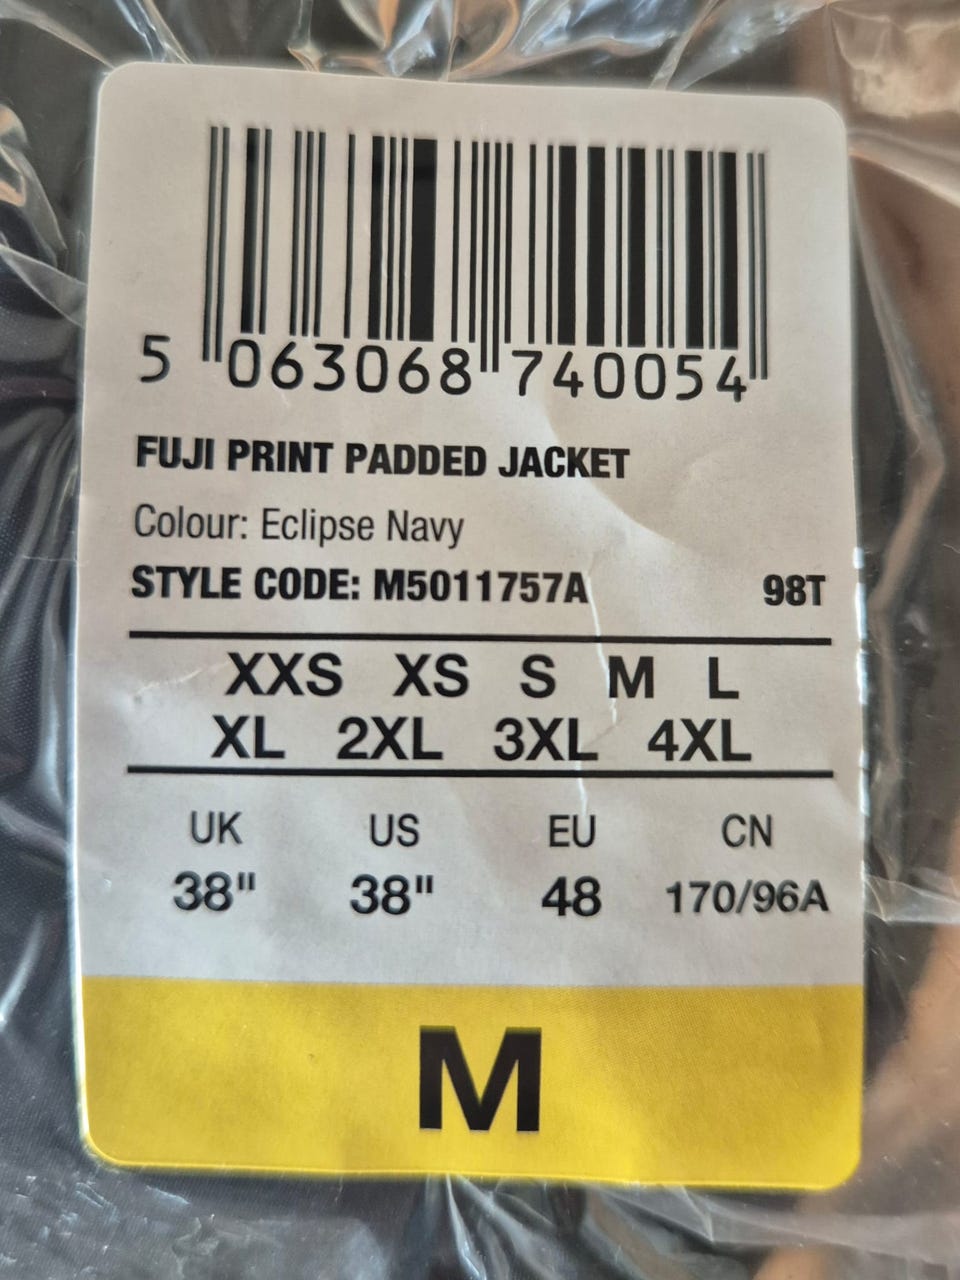 5 063068 740054
FUJI PRINT PADDED JACKET
Colour: Eclipse Navy
STYLE CODE: M5011757A 98T
XXS XS S M L
XL 2XL 3XL 4XL
UK US EU CN
38" 38" 48 170/96A
M